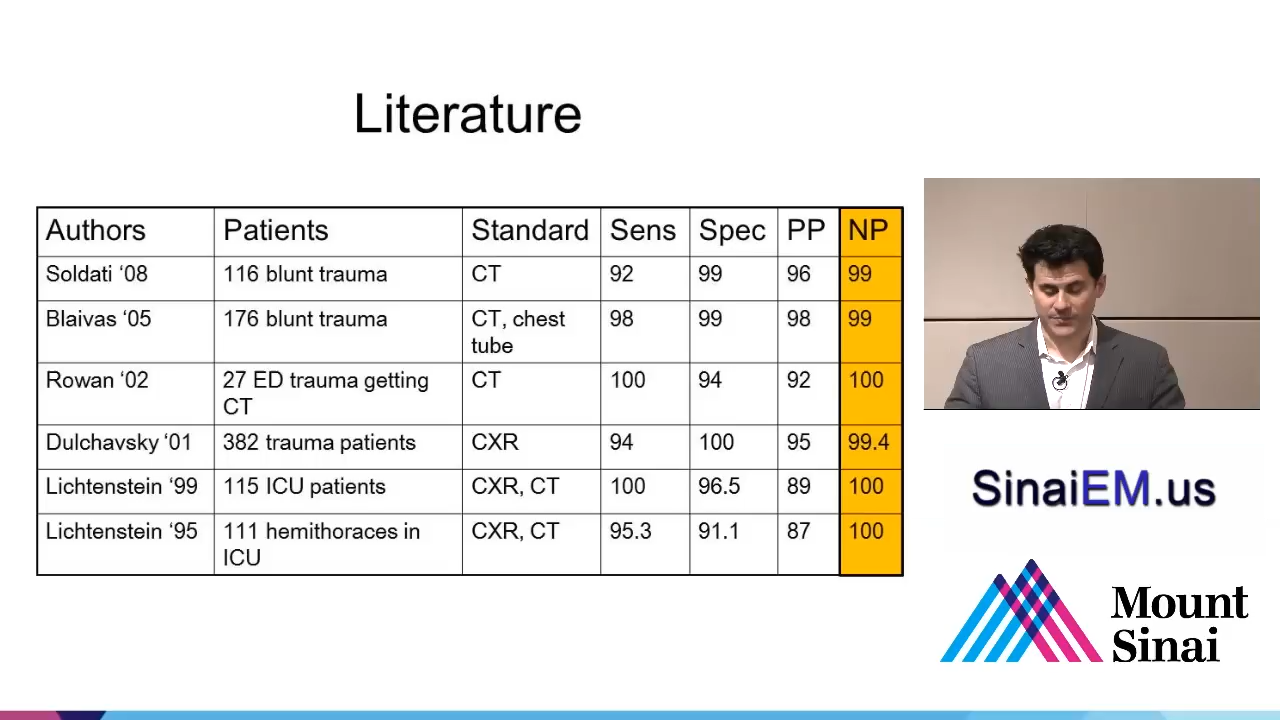 Literature
Authors Patients Standard Sens Spec PP NP
Soldati ‘08 116 blunt trauma CT 92 99 96 99
Blaivas ‘05 176 blunt trauma CT, chest 98 99 98 99
tube
Rowan ‘02 27 ED trauma getting CT 100 94 92 100
CT
Dulchavsky ‘01 382 trauma patients CXR 94 100 95 99.4
Lichtenstein ‘99 115 ICU patients CXR, CT 100 96.5 89 100
Lichtenstein ‘95 111 hemithoraces in CXR, CT 95.3 91.1 87 100
ICU
SinaiEM.us
Mount
Sinai